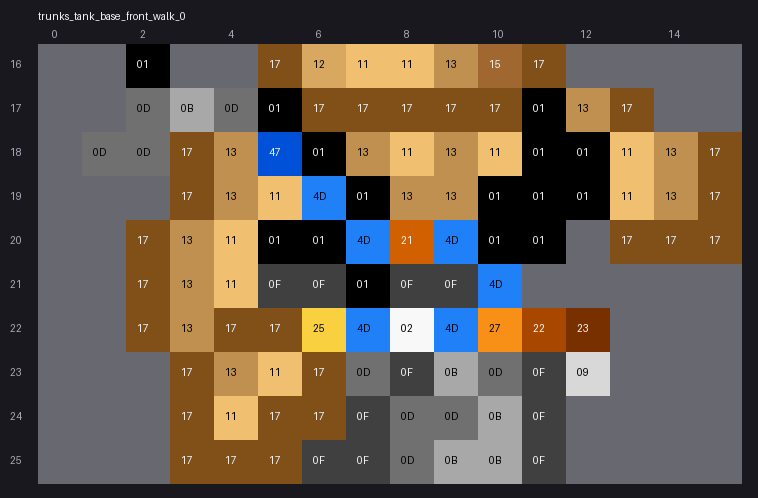 trunks_tank_base_front_walk_0
0 2 4 6 8 10 12 14
16 01 17 12 11 11 13 15 17
17 0D 0B 0D 01 17 17 17 17 17 01 13 17
18 0D 0D 17 13 47 01 13 11 13 11 01 01 11 13 17
19 17 13 11 4D 01 13 13 01 01 01 11 13 17
20 17 13 11 01 01 4D 21 4D 01 01 17 17 17
21 17 13 11 0F 0F 01 0F 0F 4D
22 17 13 17 17 25 4D 02 4D 27 22 23
23 17 13 11 17 0D 0F 0B 0D 0F 09
24 17 11 17 17 0F 0D 0D 0B 0F
25 17 17 17 0F 0F 0D 0B 0B 0F